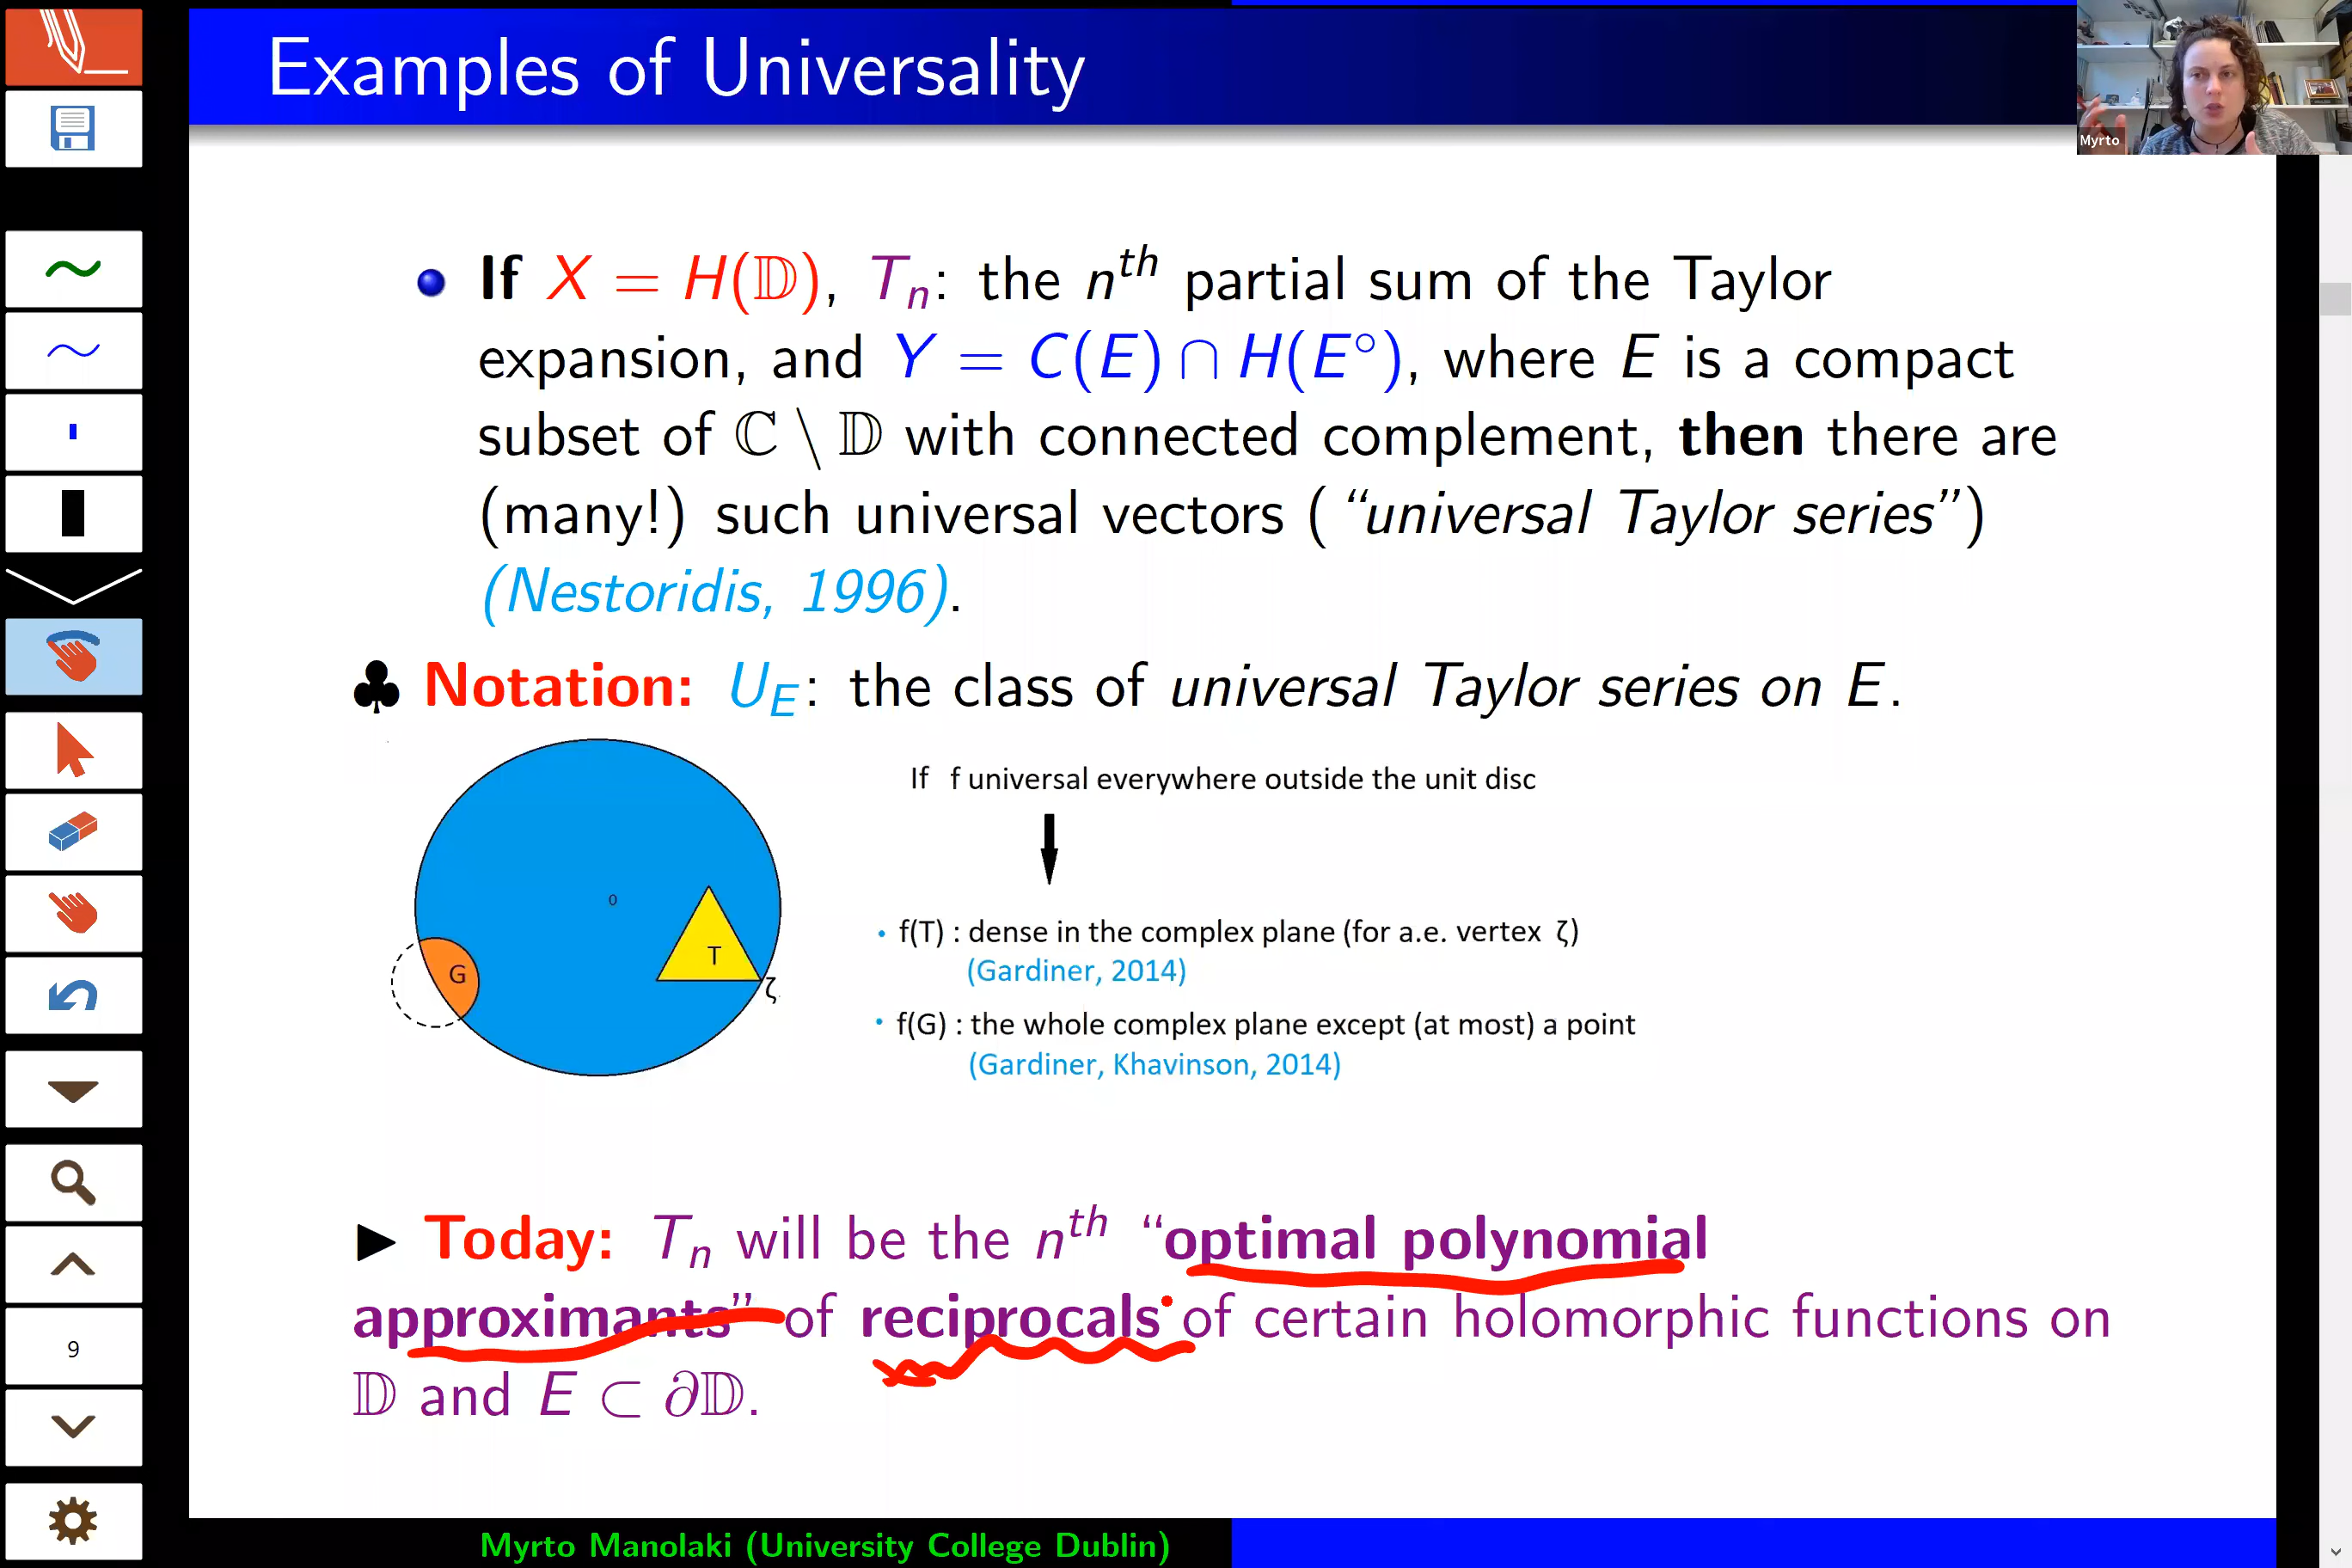 Examples of Universality
Myrto
If X = H(𝔻), Tₙ: the nᵗʰ partial sum of the Taylor
expansion, and Y = C(E) ∩ H(E°), where E is a compact
subset of ℂ \ 𝔻 with connected complement, then there are
(many!) such universal vectors (“universal Taylor series”)
(Nestoridis, 1996).
♣ Notation: U_E: the class of universal Taylor series on E.
If f universal everywhere outside the unit disc
0
T
G
ζ
• f(T) : dense in the complex plane (for a.e. vertex ζ)
(Gardiner, 2014)
• f(G) : the whole complex plane except (at most) a point
(Gardiner, Khavinson, 2014)
► Today: Tₙ will be the nᵗʰ “optimal polynomial
approximants” of reciprocals of certain holomorphic functions on
𝔻 and E ⊂ ∂𝔻.
9
Myrto Manolaki (University College Dublin)